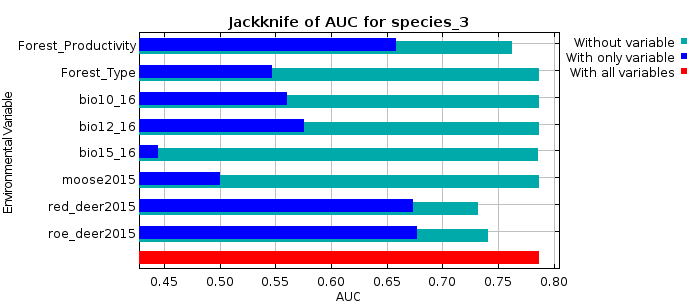 Jackknife of AUC for species_3
Environmental Variable
Forest_Productivity
Forest_Type
bio10_16
bio12_16
bio15_16
moose2015
red_deer2015
roe_deer2015
Without variable
With only variable
With all variables
0.45 0.50 0.55 0.60 0.65 0.70 0.75 0.80
AUC